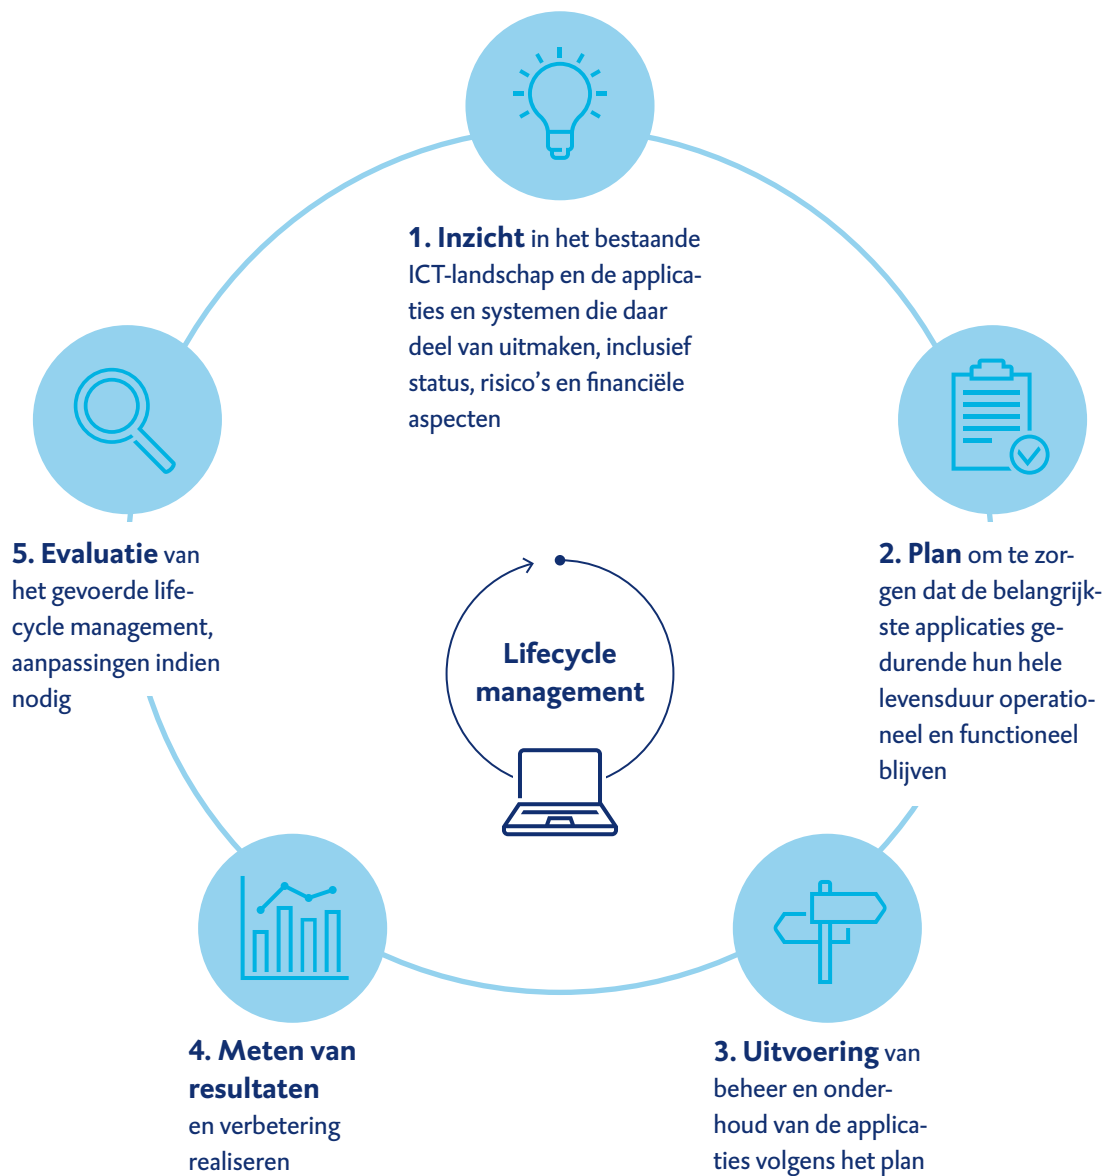 1. Inzicht in het bestaande
ICT-landschap en de applica-
ties en systemen die daar
deel van uitmaken, inclusief
status, risico’s en financiële
aspecten
2. Plan om te zor-
gen dat de belangrijk-
ste applicaties ge-
durende hun hele
levensduur operatio-
neel en functioneel
blijven
3. Uitvoering van
beheer en onder-
houd van de applica-
ties volgens het plan
4. Meten van
resultaten
en verbetering
realiseren
5. Evaluatie van
het gevoerde life-
cycle management,
aanpassingen indien
nodig
Lifecycle
management